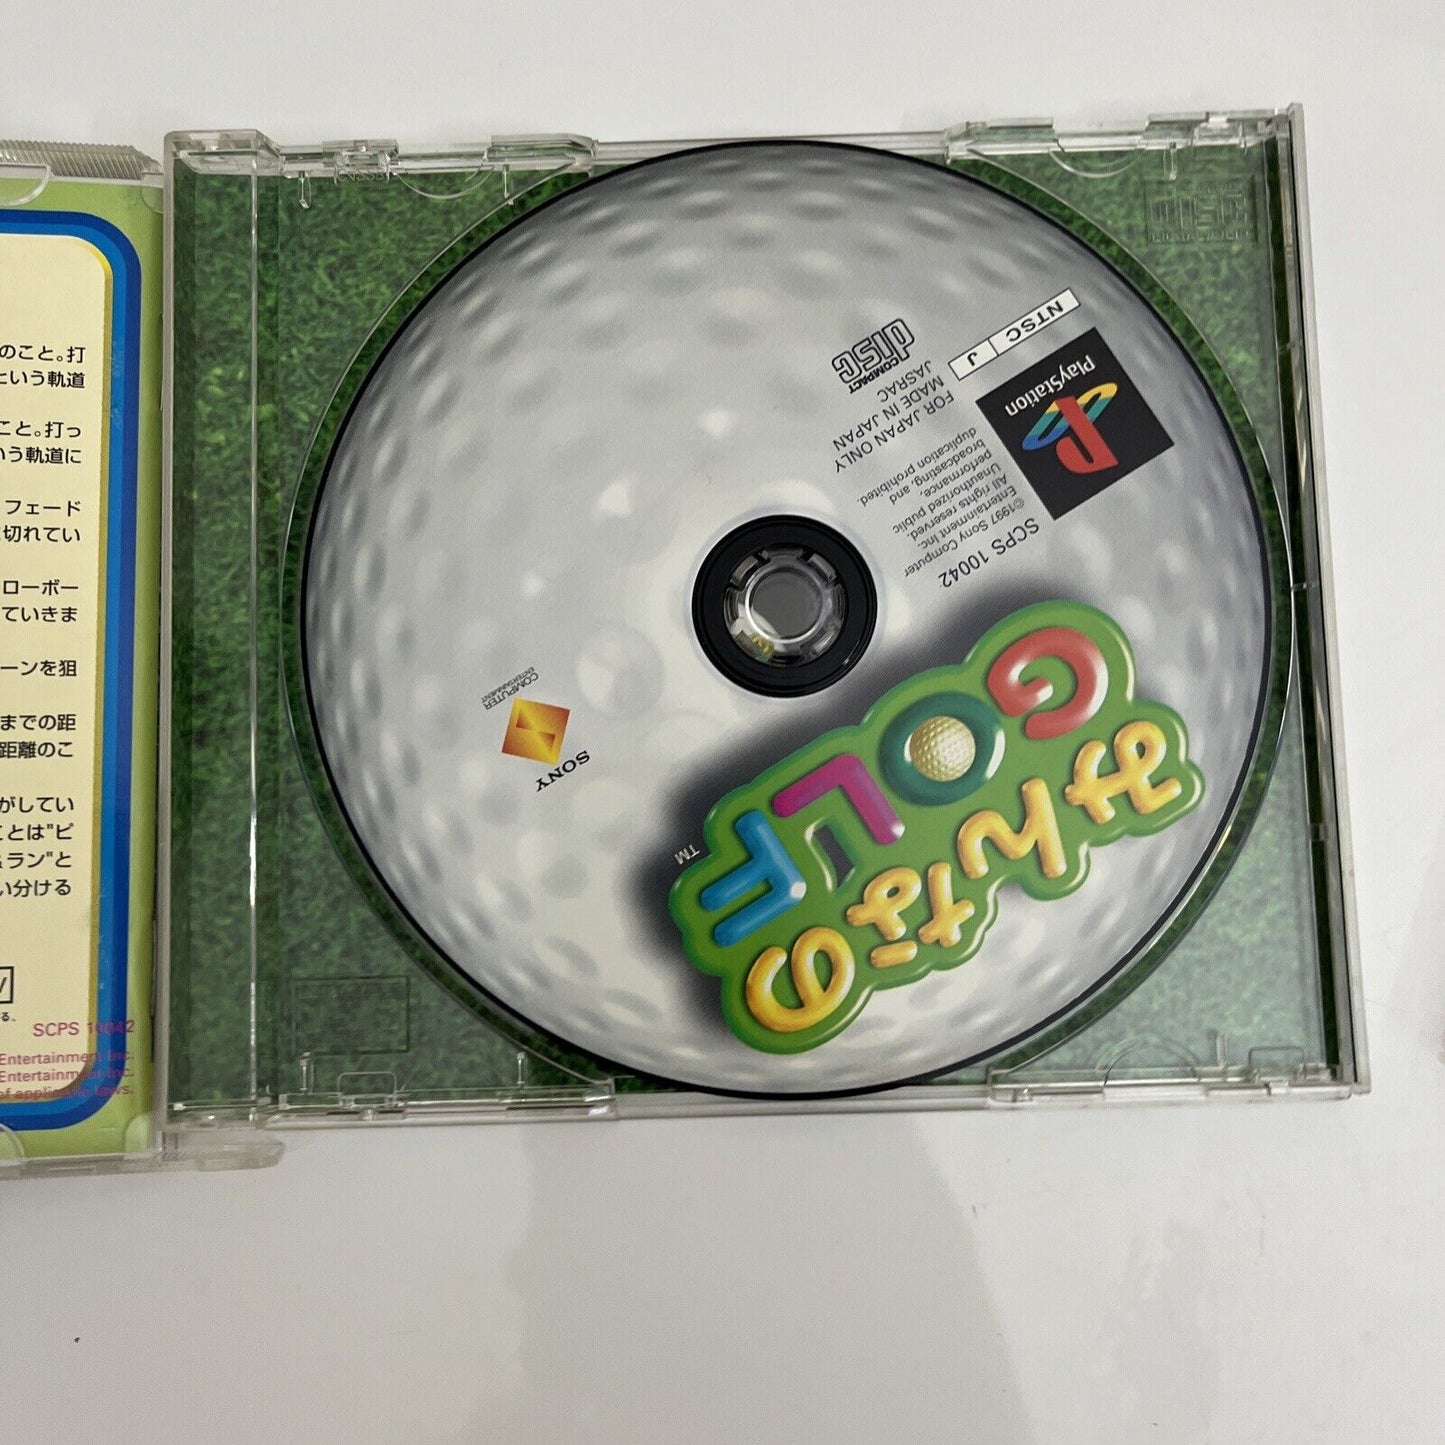 のこと。打
という軌道
こと。打っ
いう軌道に
フェード
切れてい
ローボー
ていきま
ーンを狙
までの距
距離のこ
がしてい
ことは"ピ
&ラン"と
い分ける
る。
SCPS 10042
Entertainment Inc.
Entertainment Inc.
of applicable laws.
みんなの
GOLF
TM
SCPS 10042
©1997 Sony Computer
Entertainment Inc.
All rights reserved.
Unauthorized public
performance,
broadcasting, and
duplication prohibited.
FOR JAPAN ONLY
MADE IN JAPAN
JASRAC
COMPACT
disc
PlayStation
NTSC J
SONY
COMPUTER
ENTERTAINMENT